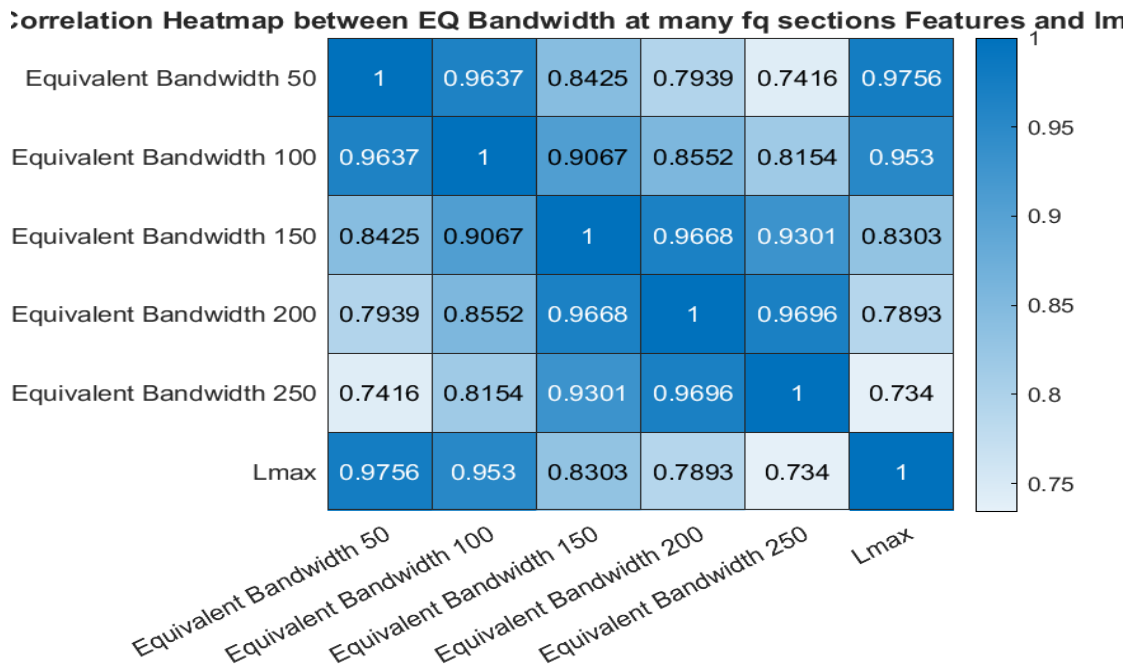 Correlation Heatmap between EQ Bandwidth at many fq sections Features and lm
1
Equivalent Bandwidth 50 1 0.9637 0.8425 0.7939 0.7416 0.9756
0.95
Equivalent Bandwidth 100 0.9637 1 0.9067 0.8552 0.8154 0.953
0.9
Equivalent Bandwidth 150 0.8425 0.9067 1 0.9668 0.9301 0.8303
0.85
Equivalent Bandwidth 200 0.7939 0.8552 0.9668 1 0.9696 0.7893
0.8
Equivalent Bandwidth 250 0.7416 0.8154 0.9301 0.9696 1 0.734
Lmax 0.9756 0.953 0.8303 0.7893 0.734 1
0.75
Equivalent Bandwidth 50
Equivalent Bandwidth 100
Equivalent Bandwidth 150
Equivalent Bandwidth 200
Equivalent Bandwidth 250
Lmax